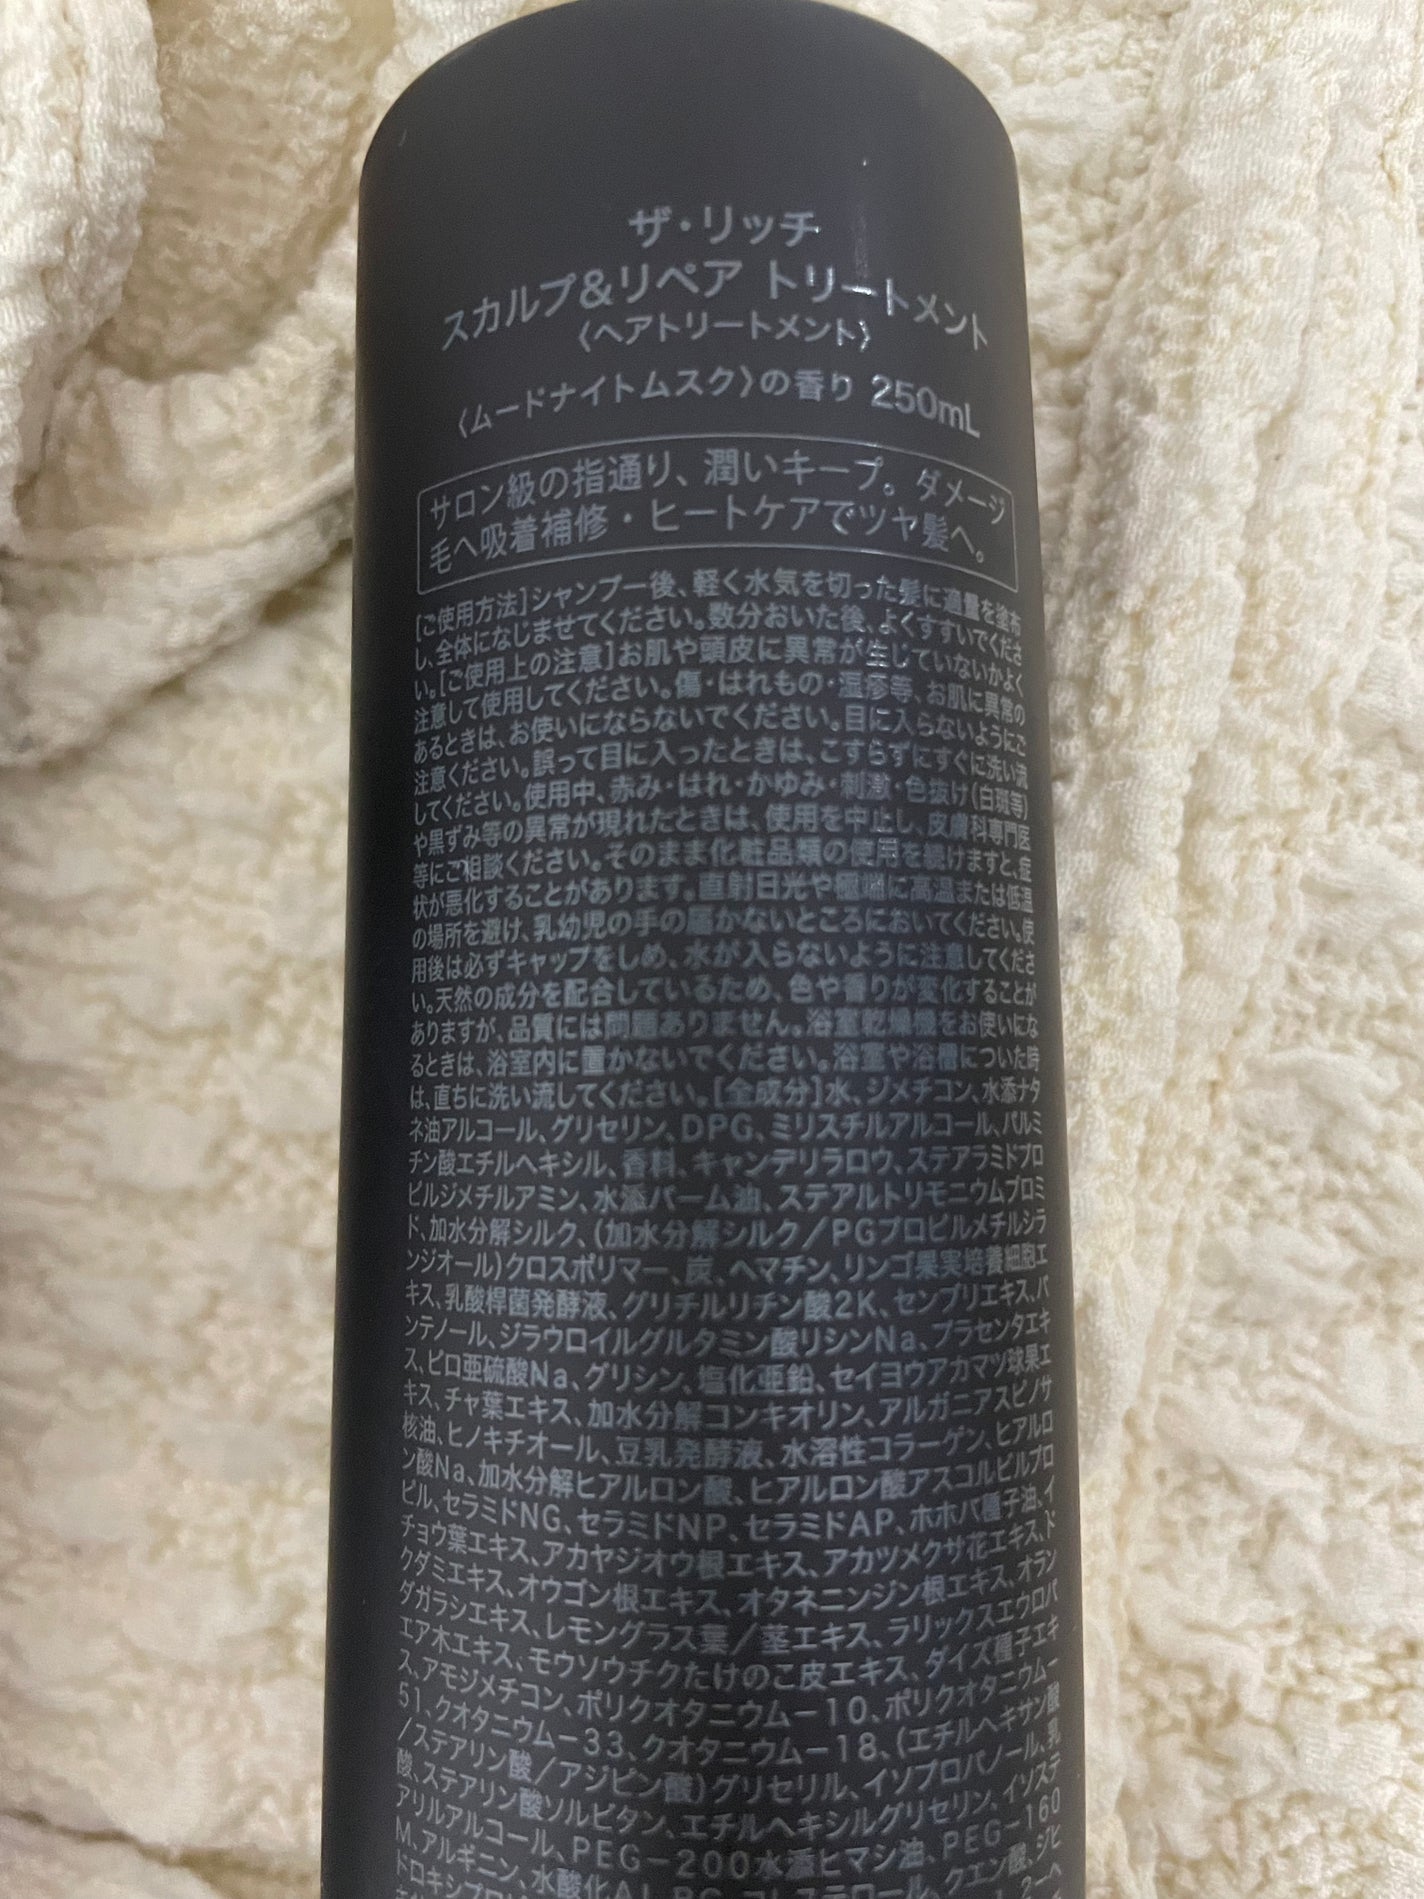 ザ・リッチ
スカルプ&リペア トリートメント
〈ヘアトリートメント〉
〈ムードナイトムスク〉の香り 250mL
サロン級の指通り、潤いキープ。ダメージ
毛へ吸着補修・ヒートケアでツヤ髪へ。
[ご使用方法]シャンプー後、軽く水気を切った髪に適量を塗布
し、全体になじませてください。数分おいた後、よくすすいでくださ
い。[ご使用上の注意]お肌や頭皮に異常が生じていないかよく
注意して使用してください。傷・はれもの・湿疹等、お肌に異常の
あるときは、お使いにならないでください。目に入らないようにご
注意ください。誤って目に入ったときは、こすらずにすぐに洗い流
してください。使用中、赤み・はれ・かゆみ・刺激・色抜け(白斑等)
や黒ずみ等の異常が現れたときは、使用を中止し、皮膚科専門医
等にご相談ください。そのまま化粧品類の使用を続けますと、症
状が悪化することがあります。直射日光や極端に高温または低温
の場所を避け、乳幼児の手の届かないところにおいてください。使
用後は必ずキャップをしめ、水が入らないように注意してくださ
い。天然の成分を配合しているため、色や香りが変化することが
ありますが、品質には問題ありません。浴室乾燥機をお使いにな
るときは、浴室内に置かないでください。浴室や浴槽についた時
は、直ちに洗い流してください。[全成分]水、ジメチコン、水添ナタ
ネ油アルコール、グリセリン、DPG、ミリスチルアルコール、パルミ
チン酸エチルヘキシル、香料、キャンデリラロウ、ステアラミドプロ
ピルジメチルアミン、水添パーム油、ステアルトリモニウムブロミ
ド、加水分解シルク、(加水分解シルク/PGプロピルメチルシラ
ンジオール)クロスポリマー、炭、ヘマチン、リンゴ果実培養細胞エ
キス、乳酸桿菌発酵液、グリチルリチン酸2K、センブリエキス、パ
ンテノール、ジラウロイルグルタミン酸リシンNa、プラセンタエキ
ス、ピロ亜硫酸Na、グリシン、塩化亜鉛、セイヨウアカマツ球果エ
キス、チャ葉エキス、加水分解コンキオリン、アルガニアスピノサ
核油、ヒノキチオール、豆乳発酵液、水溶性コラーゲン、ヒアルロ
ン酸Na、加水分解ヒアルロン酸、ヒアルロン酸アスコルビルプロ
ピル、セラミドNG、セラミドNP、セラミドAP、ホホバ種子油、イ
チョウ葉エキス、アカヤジオウ根エキス、アカツメクサ花エキス、ド
クダミエキス、オウゴン根エキス、オタネニンジン根エキス、オラン
ダガラシエキス、レモングラス葉/茎エキス、ラリックスエウロパ
エア木エキス、モウソウチクたけのこ皮エキス、ダイズ種子エキ
ス、アモジメチコン、ポリクオタニウム-10、ポリクオタニウム-
51、クオタニウム-33、クオタニウム-18、(エチルヘキサン酸
/ステアリン酸/アジピン酸)グリセリル、イソプロパノール、乳
酸、ステアリン酸ソルビタン、エチルヘキシルグリセリン、イソステ
アリルアルコール、PEG-200水添ヒマシ油、PEG-160
M、アルギニン、水酸化Al、BG、コレステロール、クエン酸、ジヒ